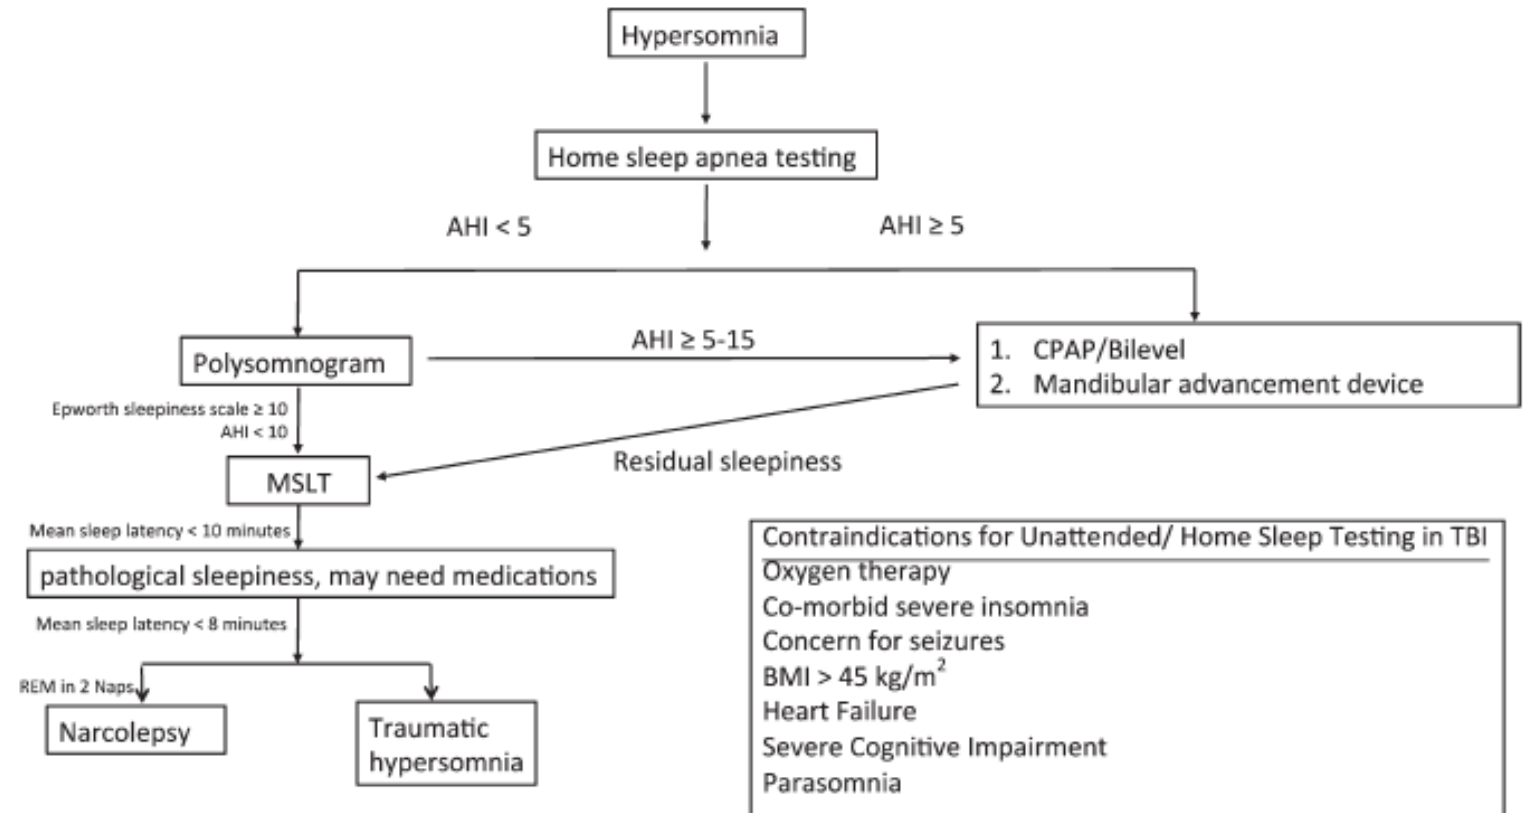 Hypersomnia
Home sleep apnea testing
AHI < 5
AHI ≥ 5
Polysomnogram
AHI ≥ 5-15
1. CPAP/Bilevel
2. Mandibular advancement device
Epworth sleepiness scale ≥ 10
AHI < 10
MSLT
Residual sleepiness
Mean sleep latency < 10 minutes
pathological sleepiness, may need medications
Mean sleep latency < 8 minutes
REM in 2 Naps
Narcolepsy
Traumatic
hypersomnia
Contraindications for Unattended/ Home Sleep Testing in TBI
Oxygen therapy
Co-morbid severe insomnia
Concern for seizures
BMI > 45 kg/m²
Heart Failure
Severe Cognitive Impairment
Parasomnia